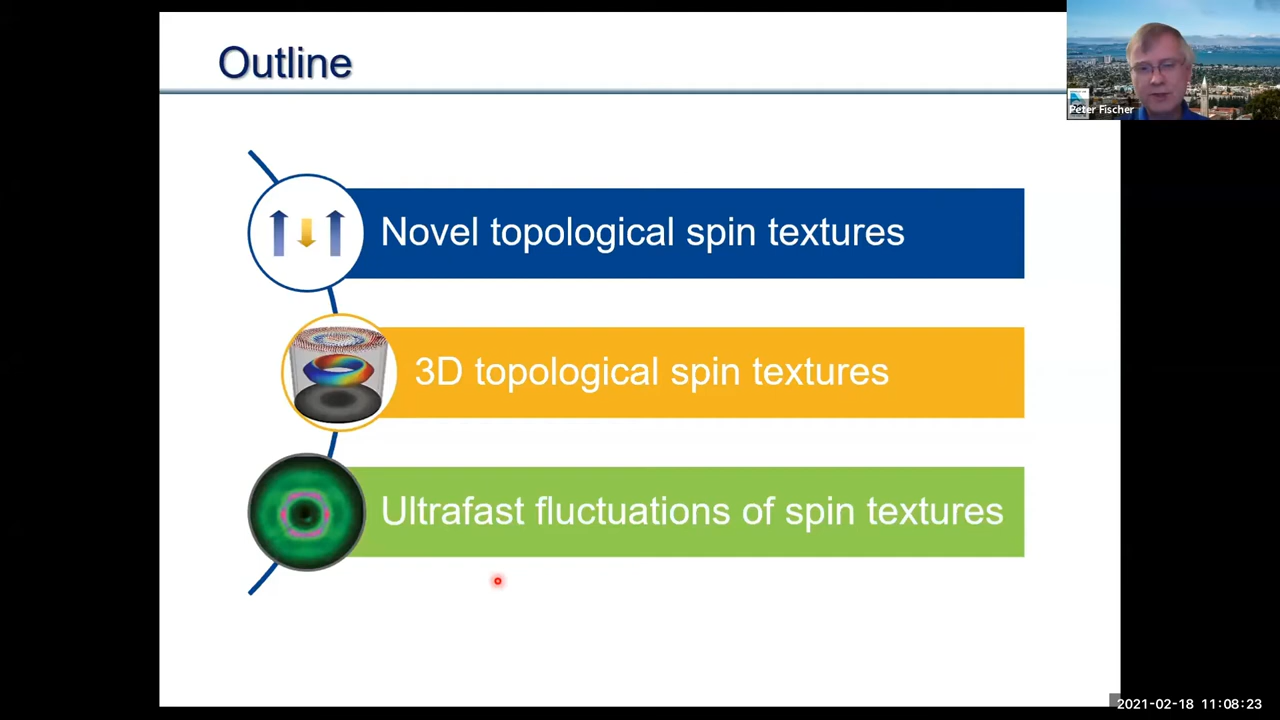 Outline
Peter Fischer
Novel topological spin textures
3D topological spin textures
Ultrafast fluctuations of spin textures
2021-02-18 11:08:23